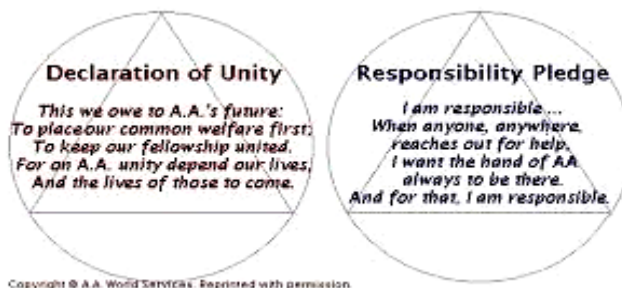 Declaration of Unity
This we owe to A.A.'s future:
To place our common welfare first;
To keep our fellowship united.
For on A.A. unity depend our lives,
And the lives of those to come.
Responsibility Pledge
I am responsible ...
When anyone, anywhere,
reaches out for help,
I want the hand of AA
always to be there.
And for that, I am responsible.
Copyright © A.A. World Services. Reprinted with permission.